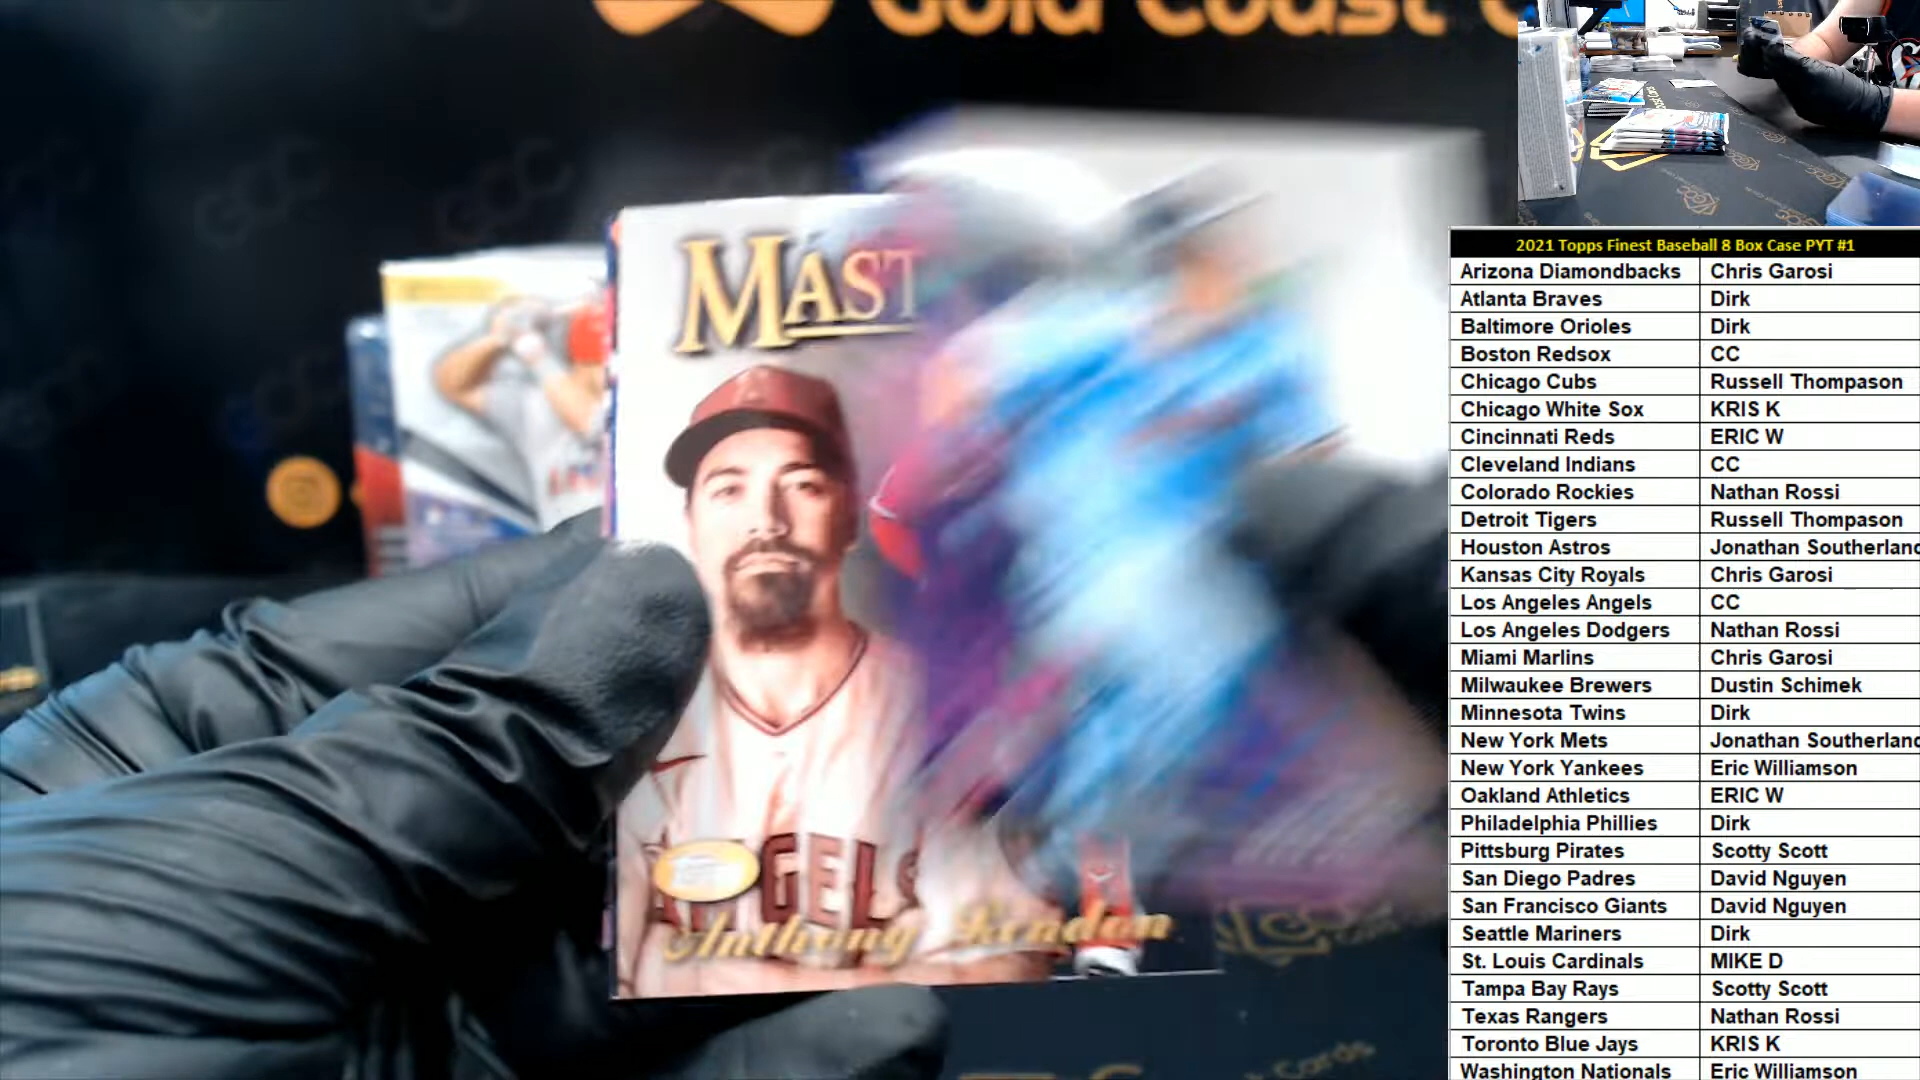 Gold Coast C
MAST
ANGELS
Anthony Rendon
2021 Topps Finest Baseball 8 Box Case PYT #1
Arizona Diamondbacks Chris Garosi
Atlanta Braves Dirk
Baltimore Orioles Dirk
Boston Redsox CC
Chicago Cubs Russell Thompason
Chicago White Sox KRIS K
Cincinnati Reds ERIC W
Cleveland Indians CC
Colorado Rockies Nathan Rossi
Detroit Tigers Russell Thompason
Houston Astros Jonathan Southerland
Kansas City Royals Chris Garosi
Los Angeles Angels CC
Los Angeles Dodgers Nathan Rossi
Miami Marlins Chris Garosi
Milwaukee Brewers Dustin Schimek
Minnesota Twins Dirk
New York Mets Jonathan Southerland
New York Yankees Eric Williamson
Oakland Athletics ERIC W
Philadelphia Phillies Dirk
Pittsburg Pirates Scotty Scott
San Diego Padres David Nguyen
San Francisco Giants David Nguyen
Seattle Mariners Dirk
St. Louis Cardinals MIKE D
Tampa Bay Rays Scotty Scott
Texas Rangers Nathan Rossi
Toronto Blue Jays KRIS K
Washington Nationals Eric Williamson